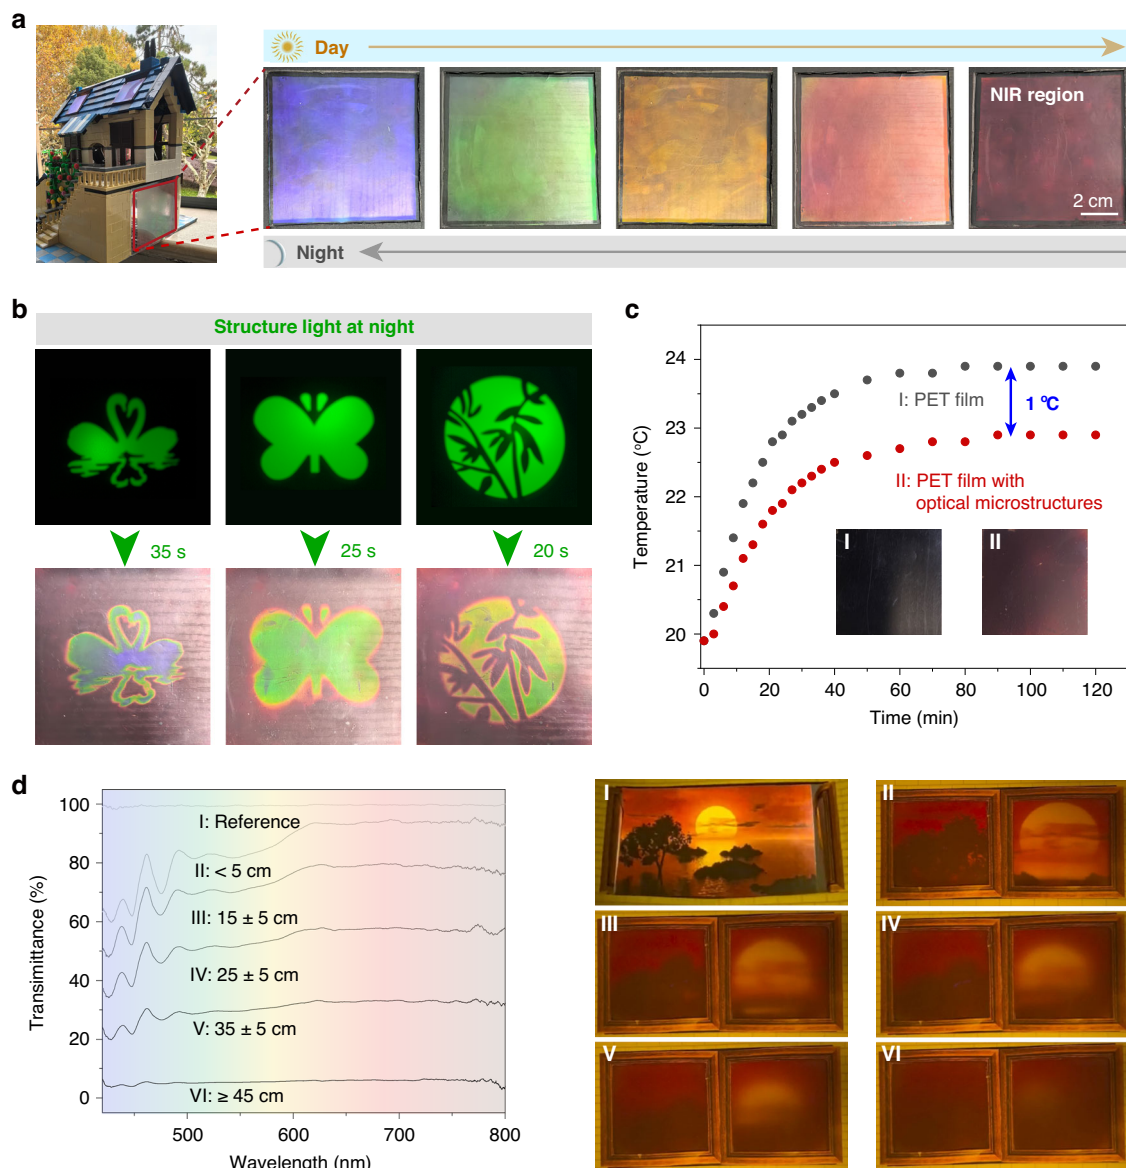 a
Day
NIR region
2 cm
Night
b
Structure light at night
35 s
25 s
20 s
c
24
23
22
21
20
Temperature (°C)
I: PET film
1 °C
II: PET film with
optical microstructures
I
II
0
20
40
60
80
100
120
Time (min)
d
100
80
60
40
20
0
Transimittance (%)
I: Reference
II: < 5 cm
III: 15 ± 5 cm
IV: 25 ± 5 cm
V: 35 ± 5 cm
VI: ≥ 45 cm
500
600
700
800
Wavelength (nm)
I
II
III
IV
V
VI